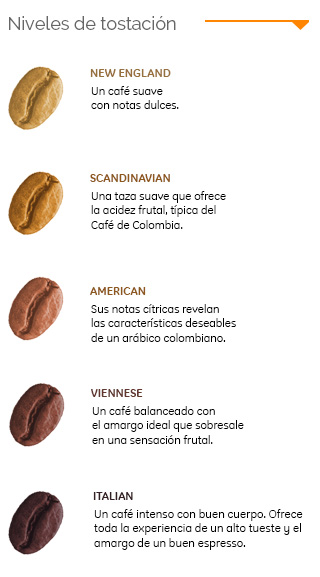 Niveles de tostación
NEW ENGLAND
Un café suave
con notas dulces.
SCANDINAVIAN
Una taza suave que ofrece
la acidez frutal, típica del
Café de Colombia.
AMERICAN
Sus notas cítricas revelan
las características deseables
de un arábico colombiano.
VIENNESE
Un café balanceado con
el amargo ideal que sobresale
en una sensación frutal.
ITALIAN
Un café intenso con buen cuerpo. Ofrece
toda la experiencia de un alto tueste y el
amargo de un buen espresso.